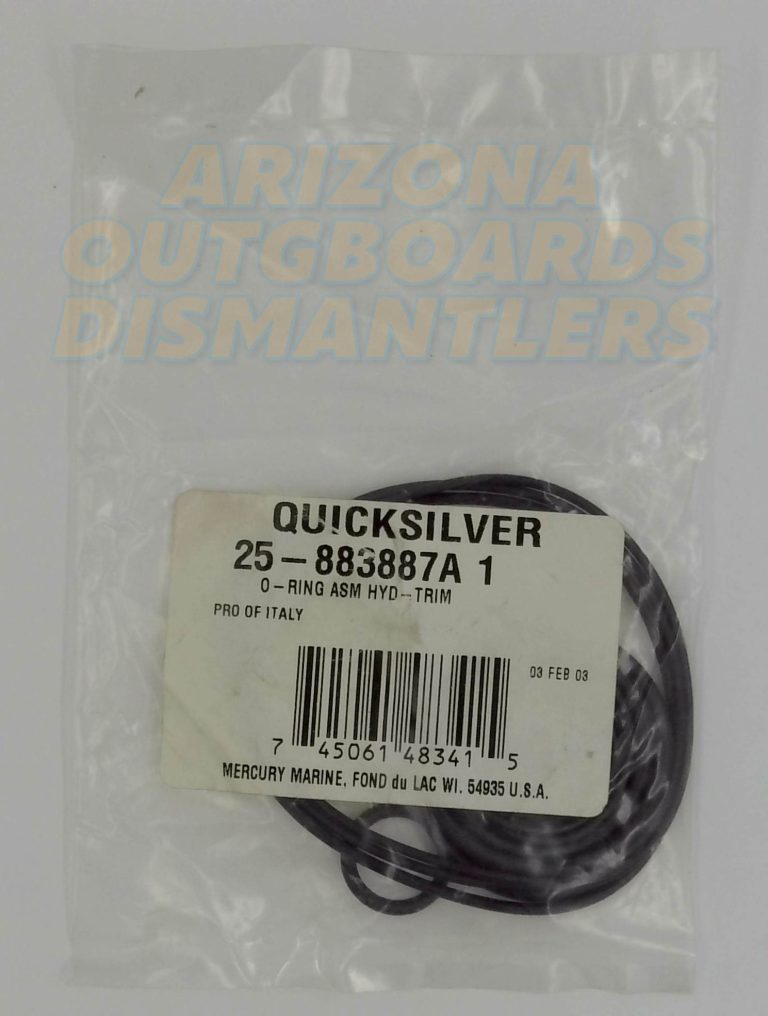 ARIZONA
OUTGBOARDS
DISMANTLERS
QUICKSILVER
25-883887A 1
O-RING ASM HYD-TRIM
PRO OF ITALY
03 FEB 03
7 45061 48341 5
MERCURY MARINE, FOND du LAC WI. 54935 U.S.A.